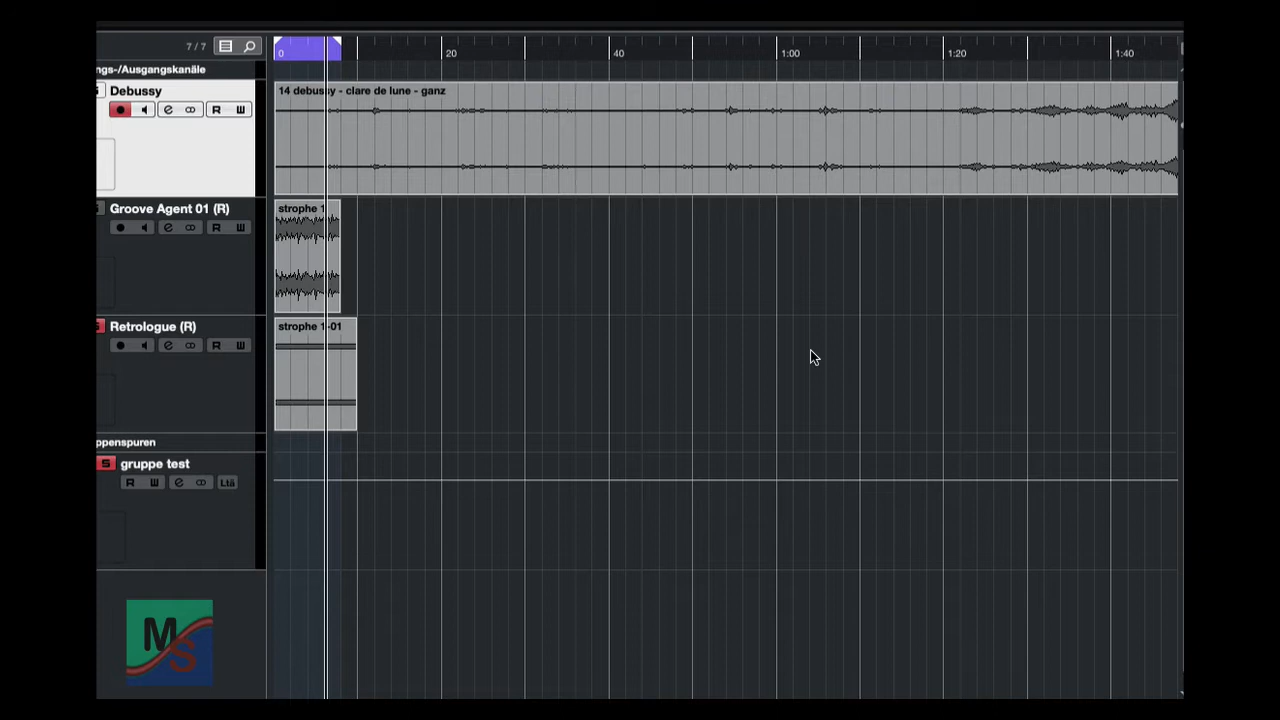 7 / 7
0 20 40 1:00 1:20 1:40
ngs-/Ausgangskanäle
Debussy
14 debussy - clare de lune - ganz
R W
Groove Agent 01 (R)
strophe 1
R W
Retrologue (R)
strophe 1-01
R W
ppenspuren
S gruppe test
R W Ltä
MS